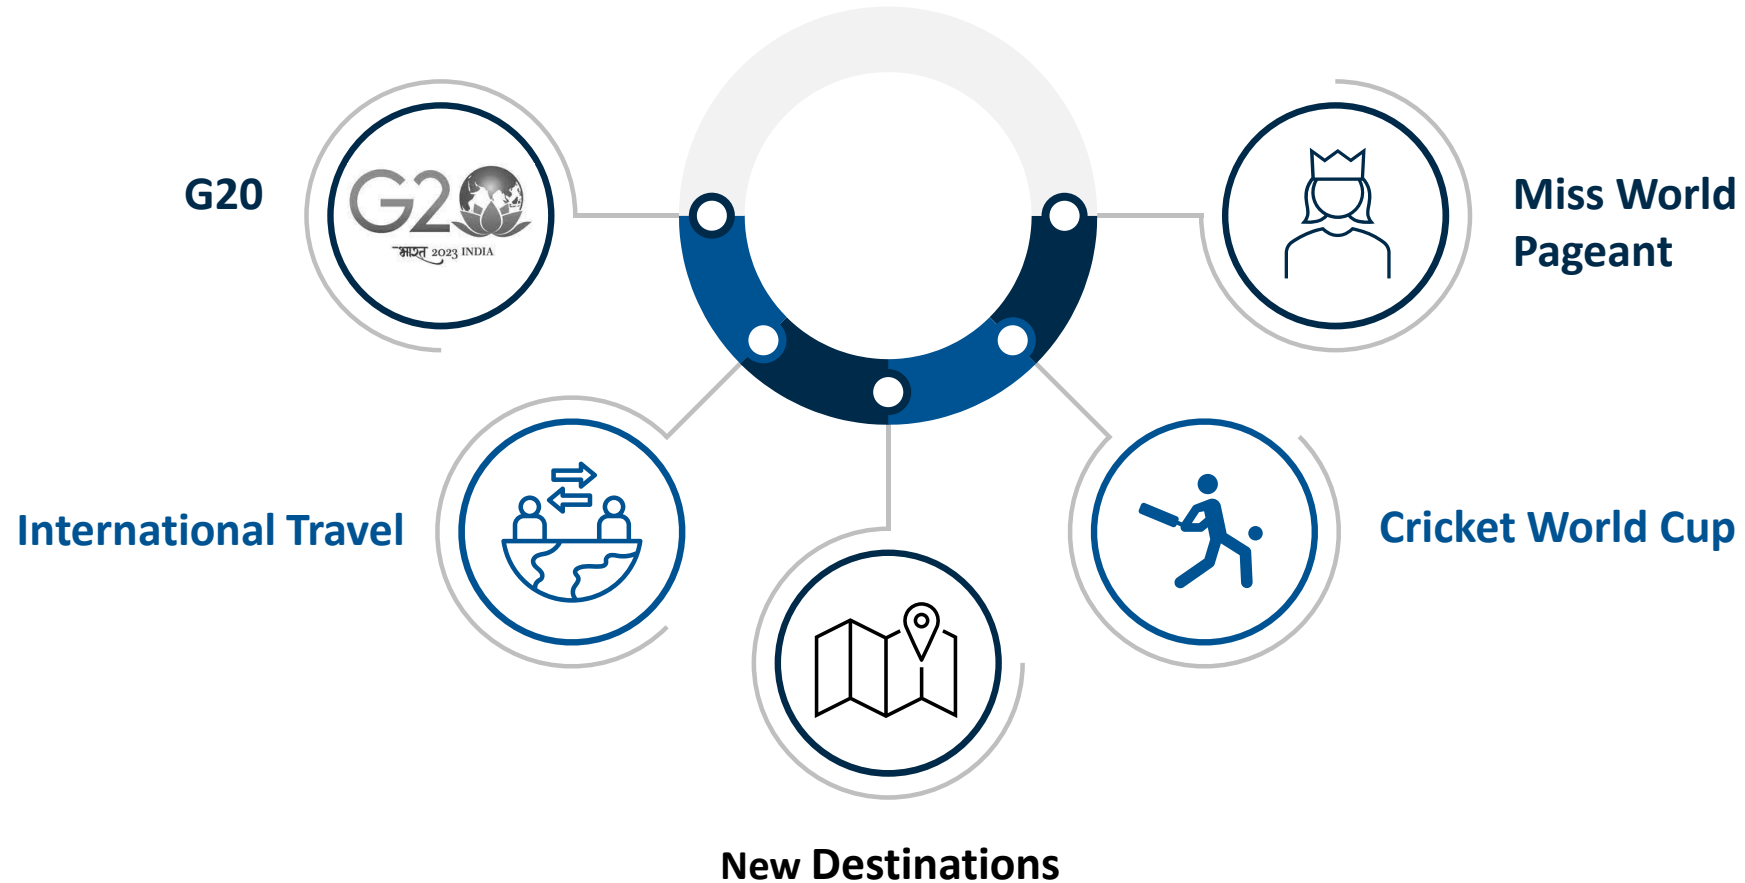 G20
G20
भारत 2023 INDIA
Miss World
Pageant
International Travel
Cricket World Cup
New Destinations